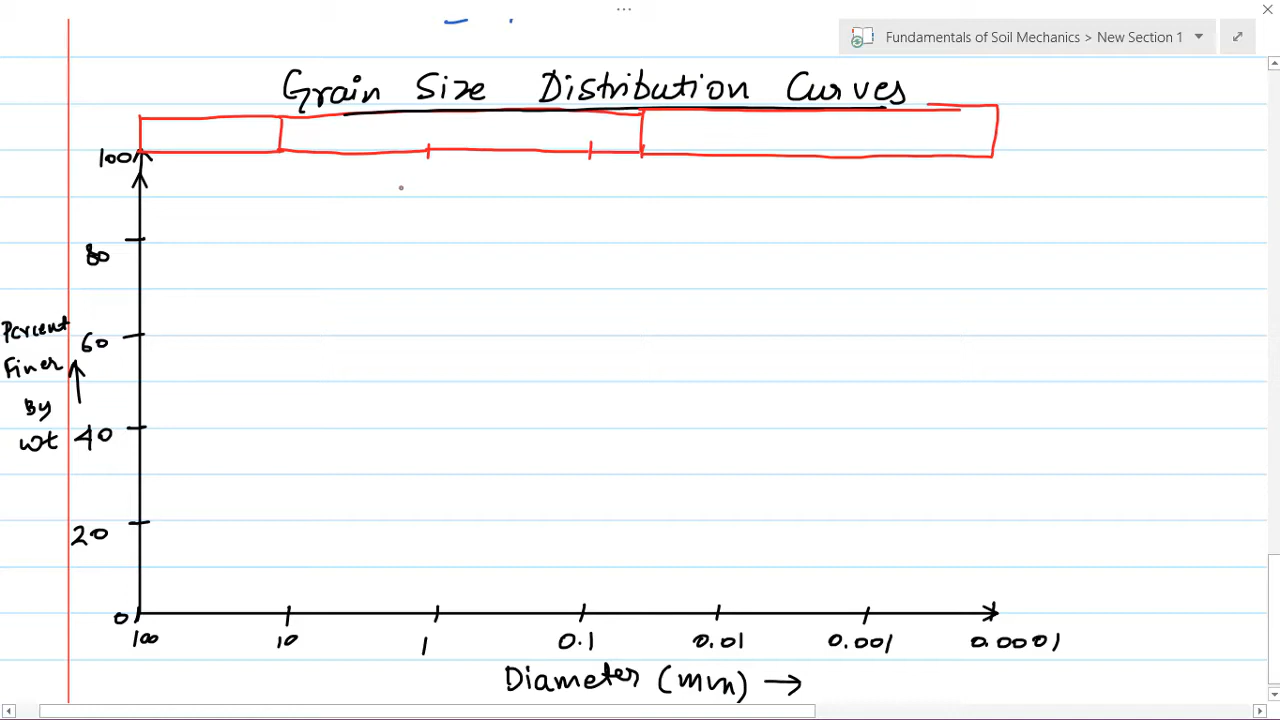 Fundamentals of Soil Mechanics > New Section 1
Grain Size Distribution Curves
100
80
60
40
20
0
Percent
Finer
By
wt
100 10 1 0.1 0.01 0.001 0.0001
Diameter (mm) →